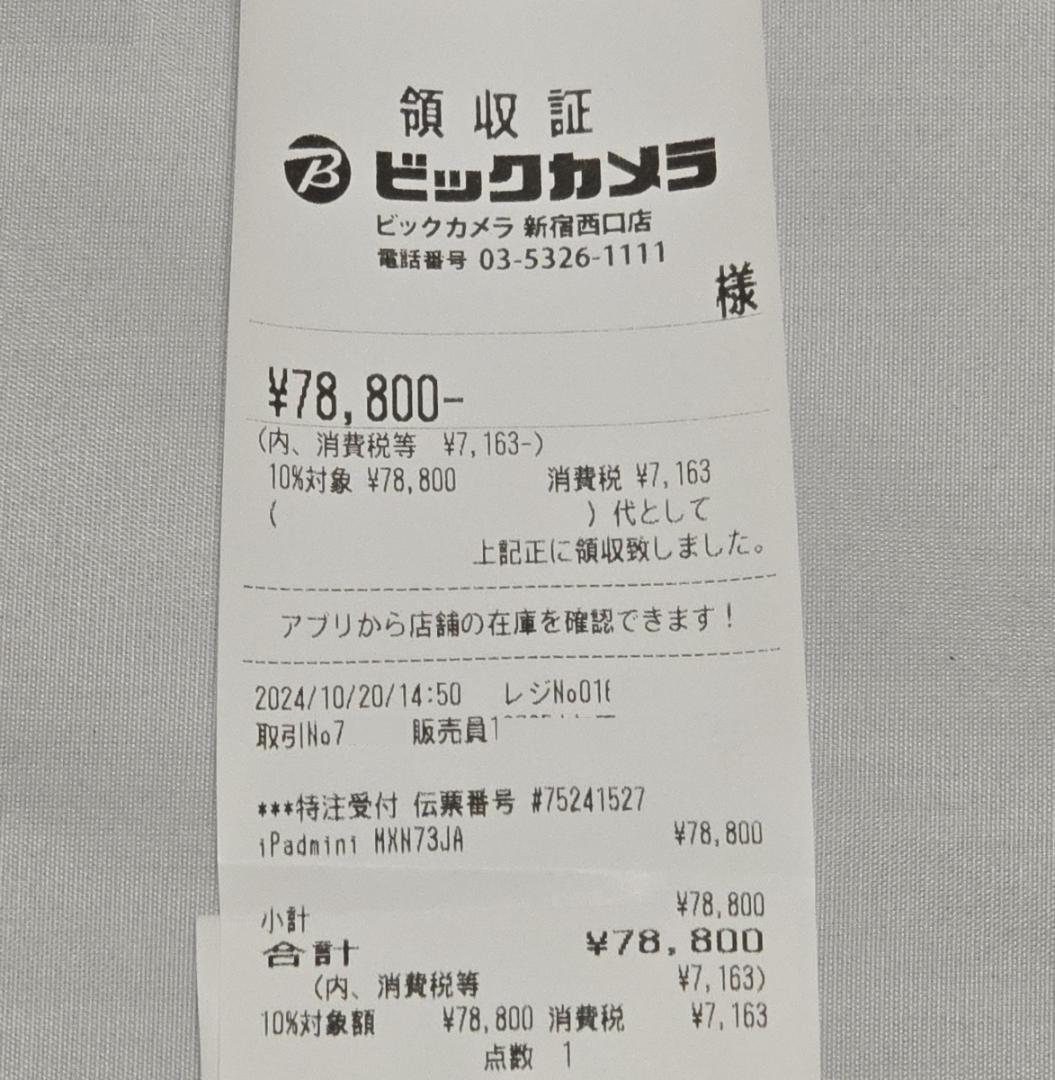 領収証
B ビックカメラ
ビックカメラ 新宿西口店
電話番号 03-5326-1111
様
¥78,800-
(内、消費税等 ¥7,163-)
10%対象 ¥78,800 消費税 ¥7,163
( ) 代として
上記正に領収致しました。
アプリから店舗の在庫を確認できます!
2024/10/20/14:50 レジNo016
取引No7 販売員
***特注受付 伝票番号 #75241527
iPadmini MXN73JA ¥78,800
小計 ¥78,800
合計 ¥78,800
(内、消費税等 ¥7,163)
10%対象額 ¥78,800 消費税 ¥7,163
点数 1